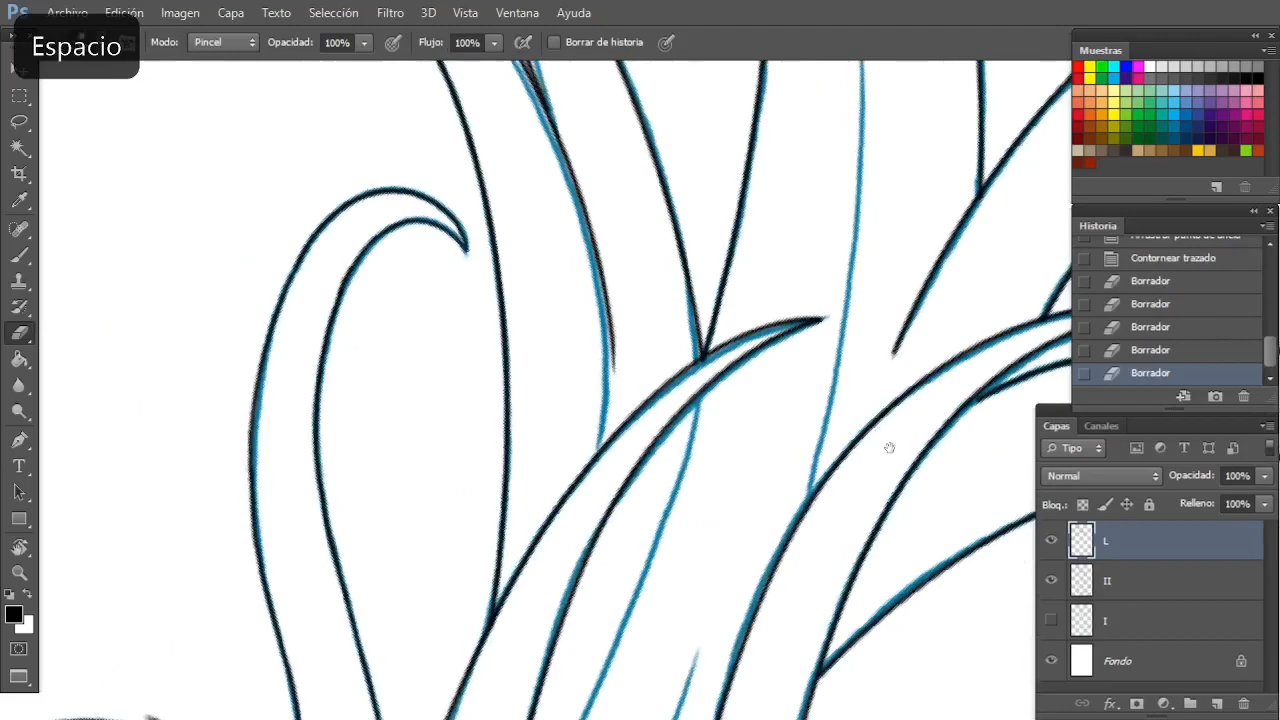 Ps Archivo Edición Imagen Capa Texto Selección Filtro 3D Vista Ventana Ayuda
Espacio
Modo: Pincel Opacidad: 100% Flujo: 100% Borrar de historia
Muestras
Historia
Contornear trazado
Borrador
Borrador
Borrador
Borrador
Borrador
Capas Canales
Tipo T
Normal Opacidad: 100%
Bloq.: Relleno: 100%
L
II
I
Fondo
fx